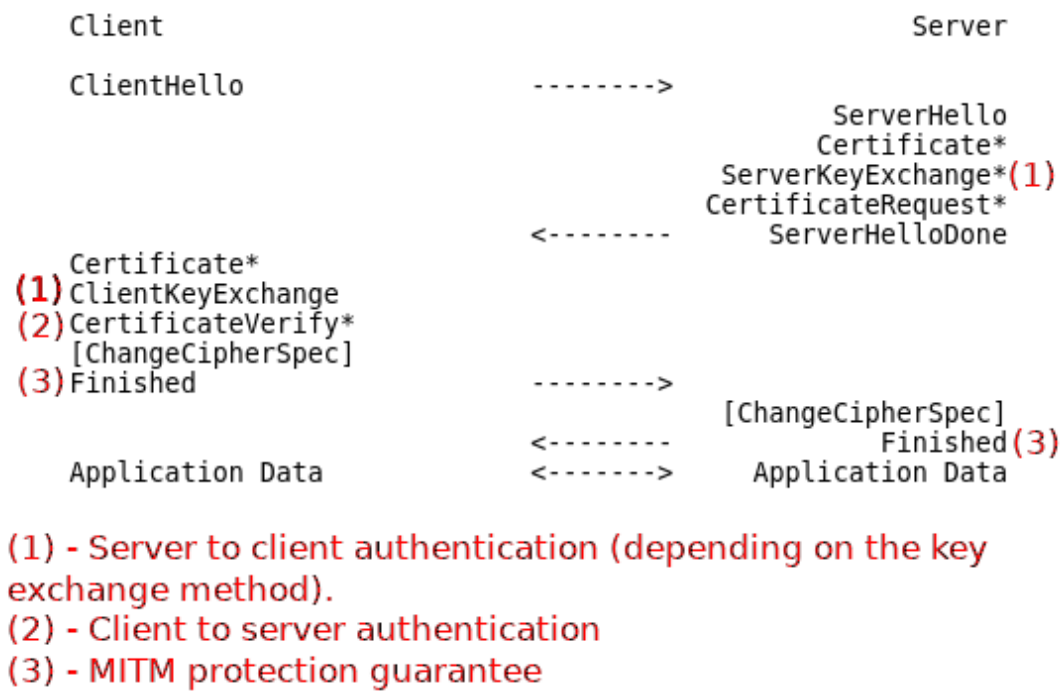 Client Server
ClientHello -------->
ServerHello
Certificate*
ServerKeyExchange*(1)
CertificateRequest*
<-------- ServerHelloDone
Certificate*
(1) ClientKeyExchange
(2) CertificateVerify*
[ChangeCipherSpec]
(3) Finished -------->
[ChangeCipherSpec]
<-------- Finished (3)
Application Data <-------> Application Data
(1) - Server to client authentication (depending on the key
exchange method).
(2) - Client to server authentication
(3) - MITM protection guarantee